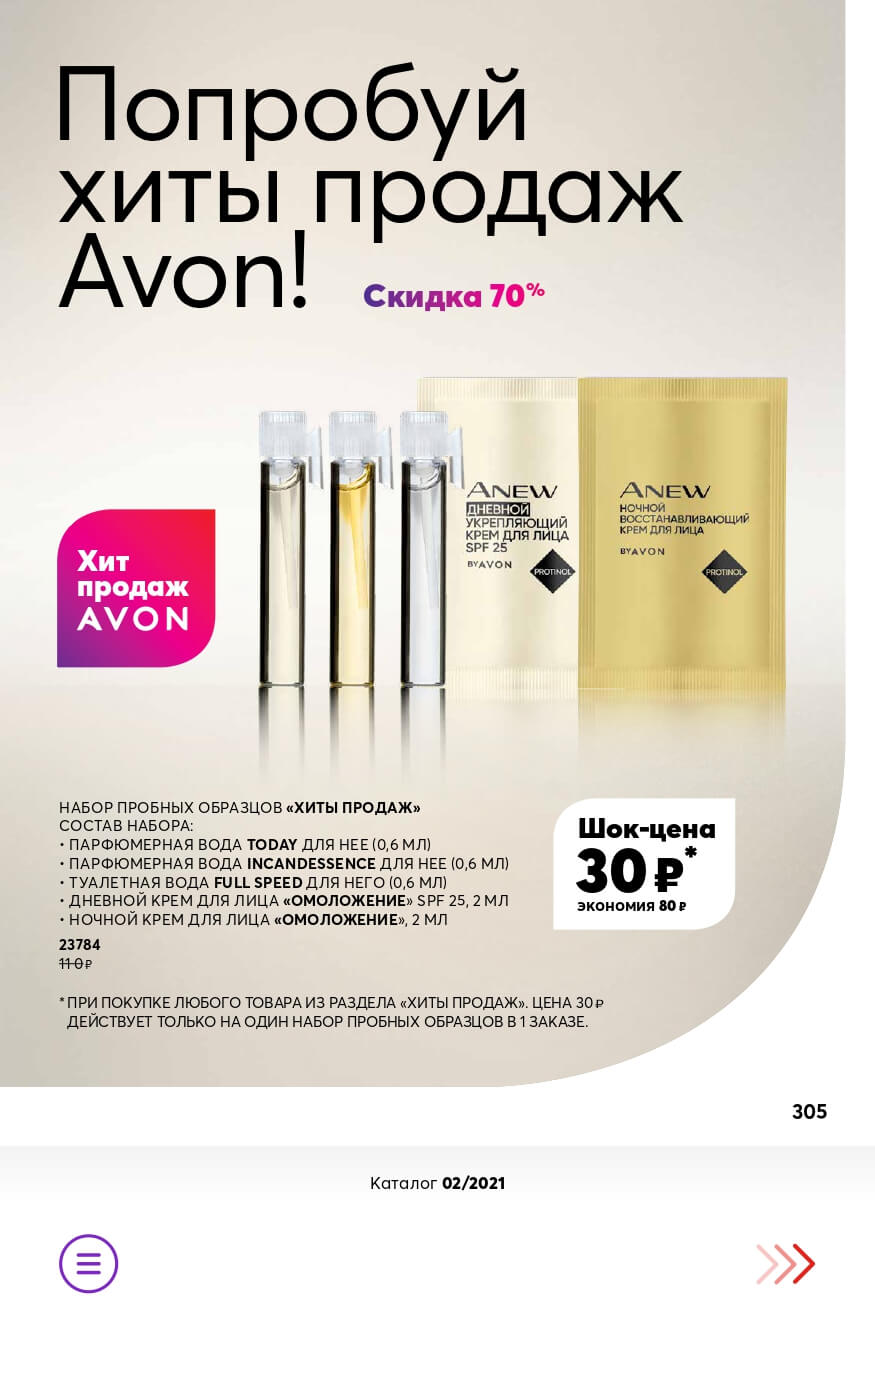 Попробуй
хиты продаж
Avon!
Скидка 70%
Хит
продаж
AVON
ANEW
ДНЕВНОЙ
УКРЕПЛЯЮЩИЙ
КРЕМ ДЛЯ ЛИЦА
SPF 25
BY AVON
PROTINOL
ANEW
НОЧНОЙ
ВОССТАНАВЛИВАЮЩИЙ
КРЕМ ДЛЯ ЛИЦА
BY AVON
PROTINOL
НАБОР ПРОБНЫХ ОБРАЗЦОВ «ХИТЫ ПРОДАЖ»
СОСТАВ НАБОРА:
• ПАРФЮМЕРНАЯ ВОДА TODAY ДЛЯ НЕЕ (0,6 МЛ)
• ПАРФЮМЕРНАЯ ВОДА INCANDESSENCE ДЛЯ НЕЕ (0,6 МЛ)
• ТУАЛЕТНАЯ ВОДА FULL SPEED ДЛЯ НЕГО (0,6 МЛ)
• ДНЕВНОЙ КРЕМ ДЛЯ ЛИЦА «ОМОЛОЖЕНИЕ» SPF 25, 2 МЛ
• НОЧНОЙ КРЕМ ДЛЯ ЛИЦА «ОМОЛОЖЕНИЕ», 2 МЛ
23784
110 ₽
Шок-цена
30 ₽*
ЭКОНОМИЯ 80 ₽
* ПРИ ПОКУПКЕ ЛЮБОГО ТОВАРА ИЗ РАЗДЕЛА «ХИТЫ ПРОДАЖ». ЦЕНА 30 ₽
ДЕЙСТВУЕТ ТОЛЬКО НА ОДИН НАБОР ПРОБНЫХ ОБРАЗЦОВ В 1 ЗАКАЗЕ.
305
Каталог 02/2021